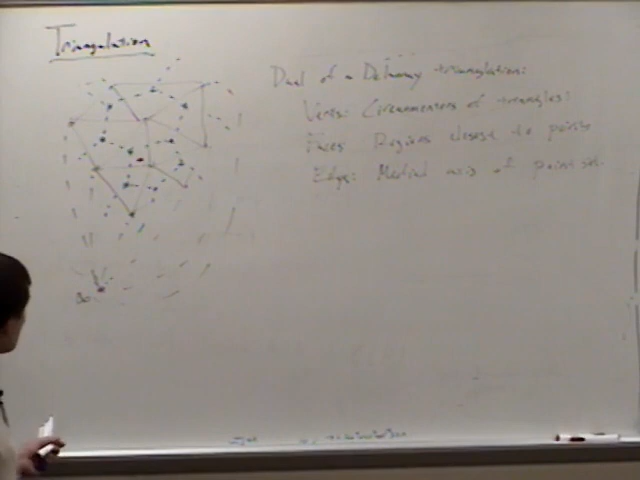 Triangulation
Dual of a Delaunay triangulation:
Verts: Circumcenters of triangles!
Faces: Regions closest to points
Edge: Medial axis of point set.
∞